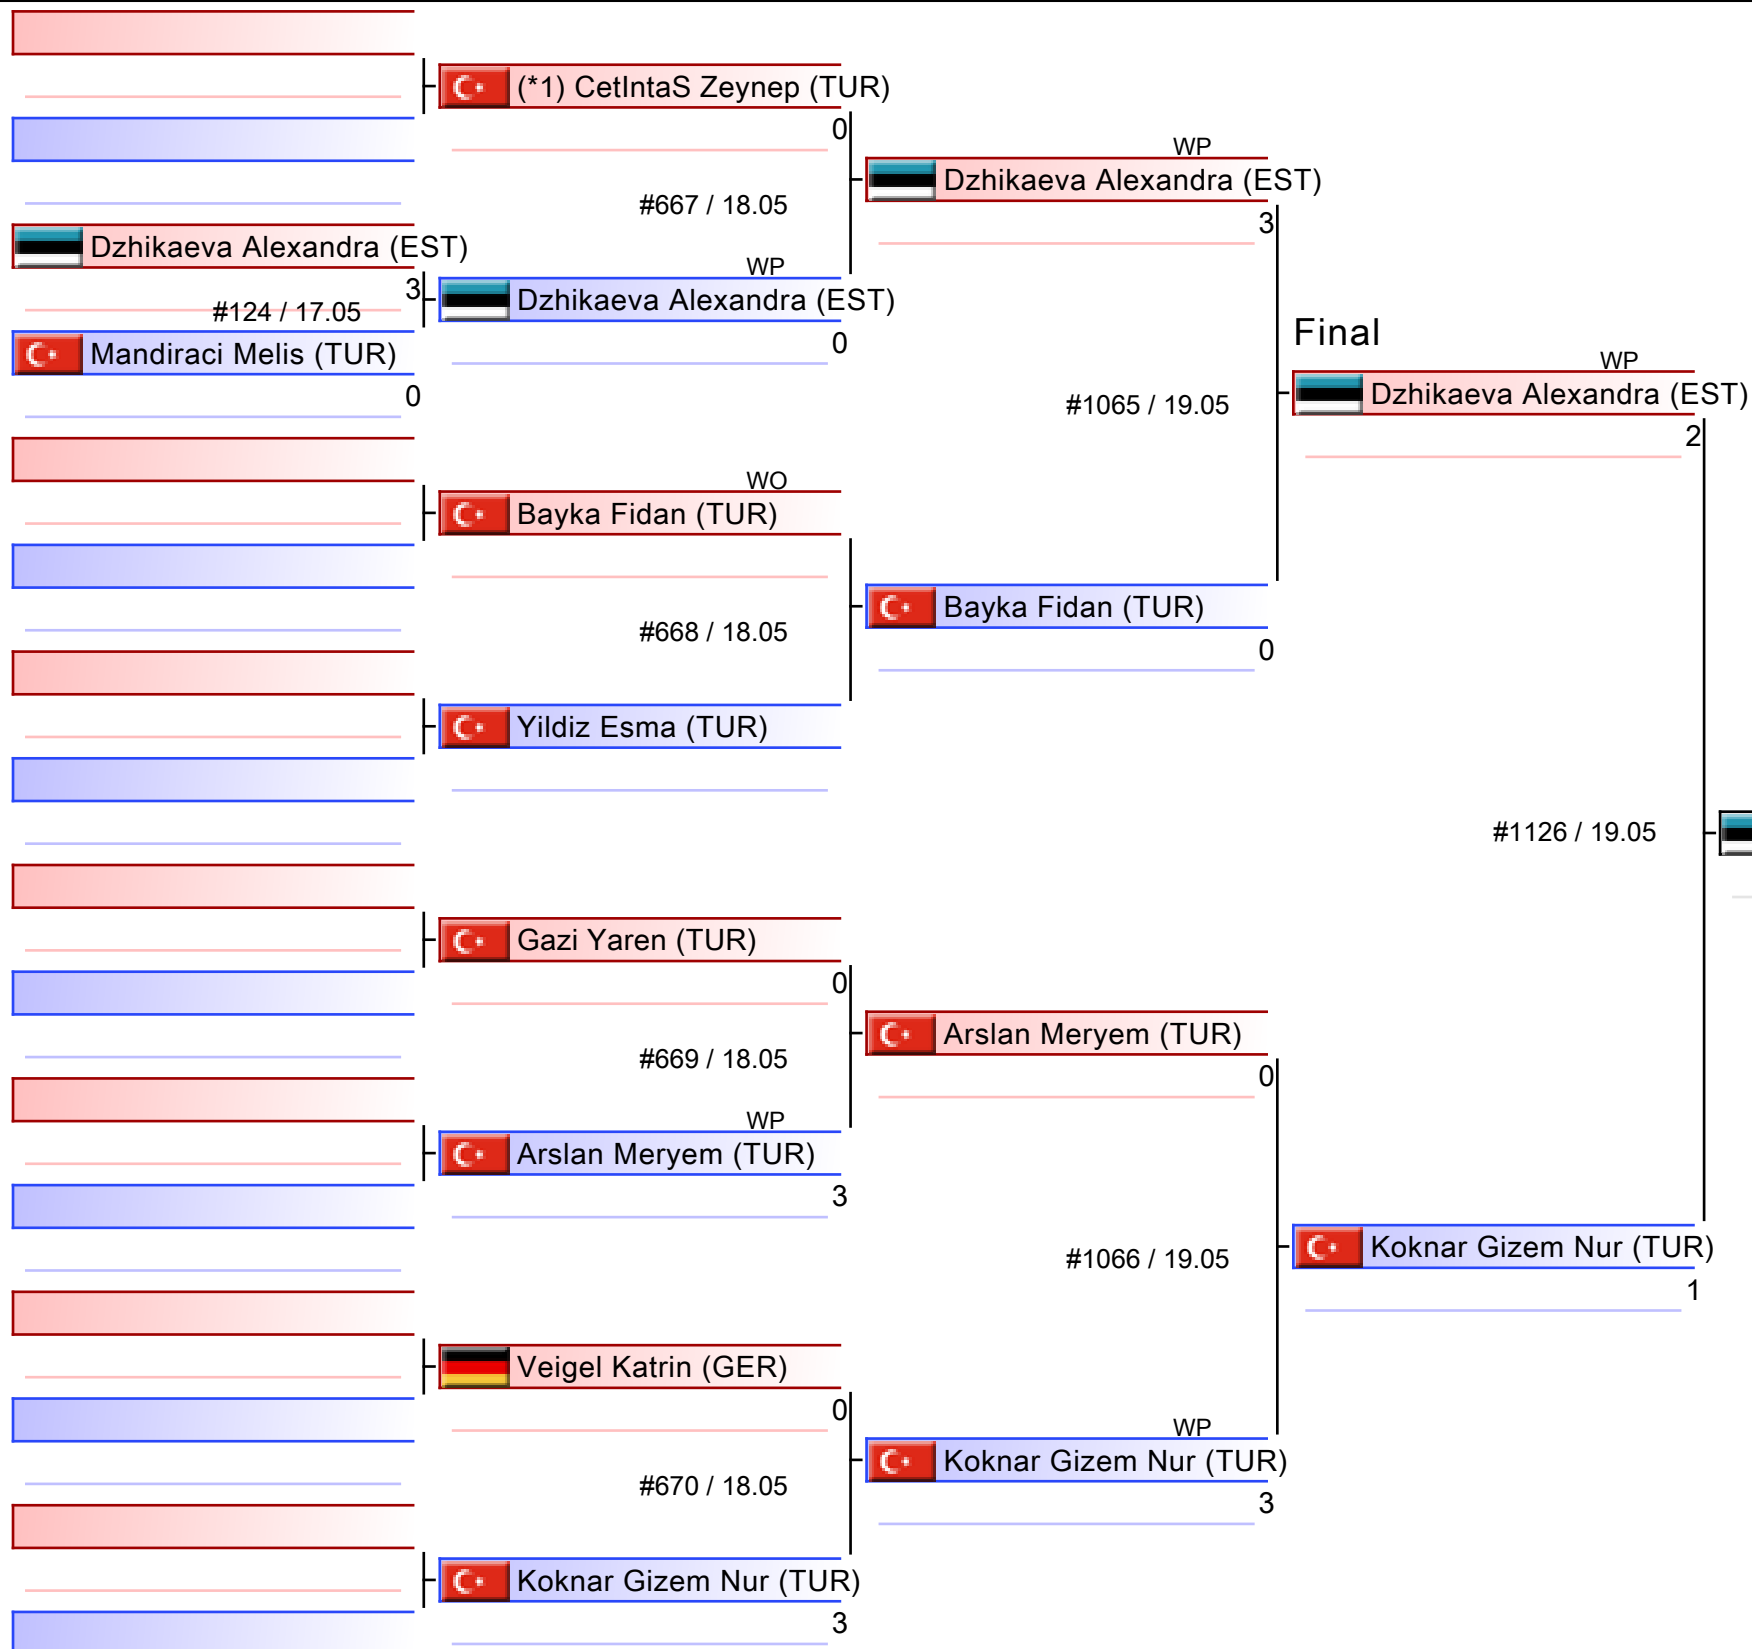 (*1) CetIntaS Zeynep (TUR)
0
WP
Dzhikaeva Alexandra (EST)
#667 / 18.05
3
Dzhikaeva Alexandra (EST)
WP
3
Dzhikaeva Alexandra (EST)
#124 / 17.05
Final
Mandiraci Melis (TUR)
0
WP
0
Dzhikaeva Alexandra (EST)
#1065 / 19.05
2
WO
Bayka Fidan (TUR)
Bayka Fidan (TUR)
#668 / 18.05
0
Yildiz Esma (TUR)
#1126 / 19.05
Gazi Yaren (TUR)
0
Arslan Meryem (TUR)
#669 / 18.05
0
WP
Arslan Meryem (TUR)
3
Koknar Gizem Nur (TUR)
#1066 / 19.05
1
Veigel Katrin (GER)
0
WP
Koknar Gizem Nur (TUR)
#670 / 18.05
3
Koknar Gizem Nur (TUR)
3